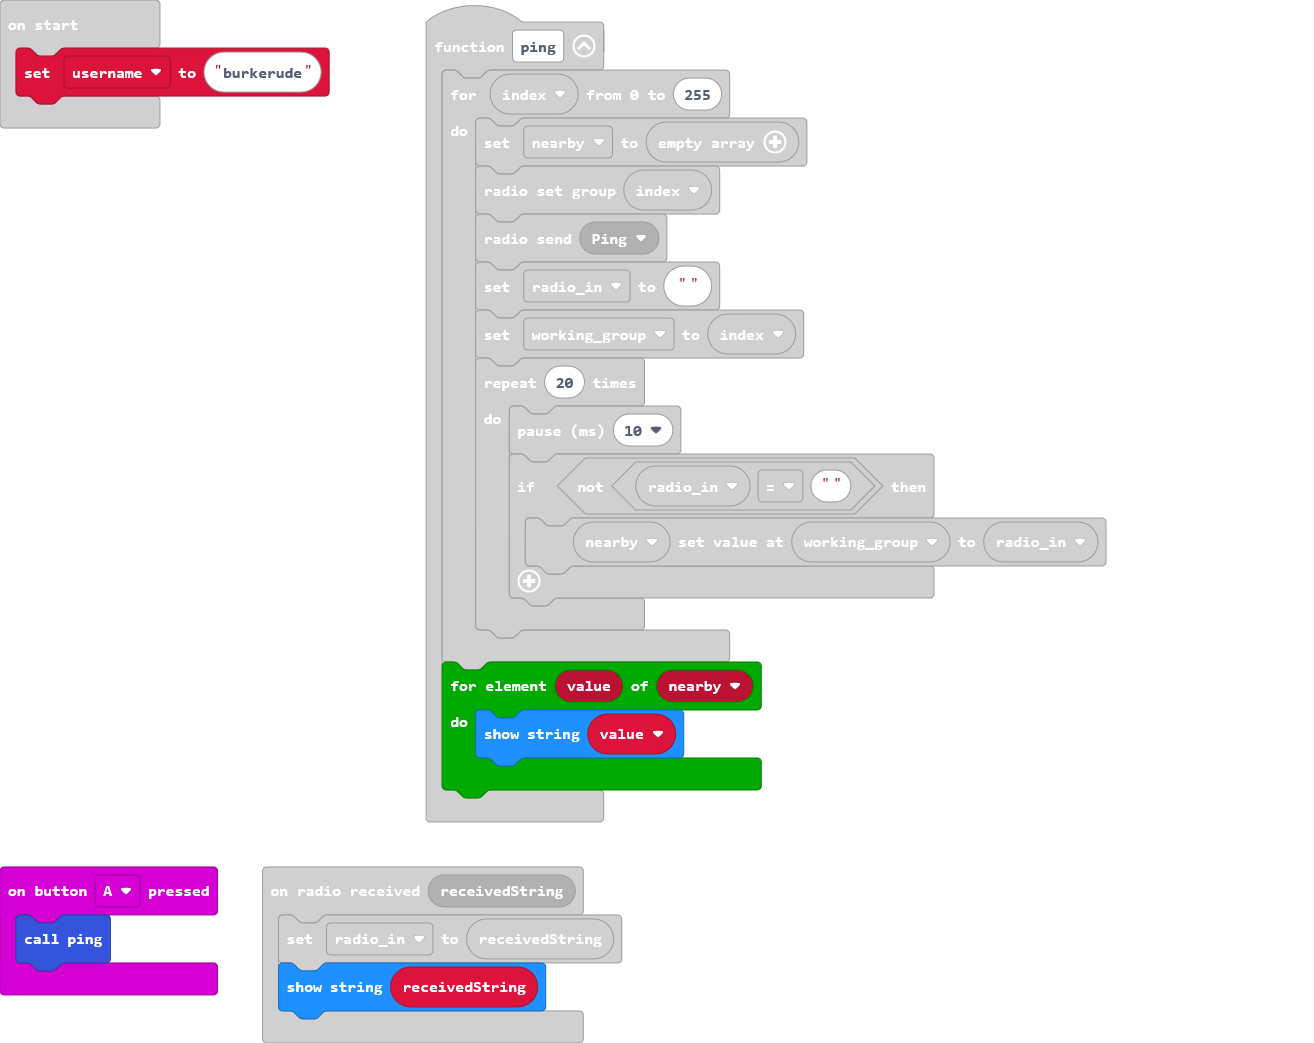 on start
set username to "burkerude"
function ping
for index from 0 to 255
do
set nearby to empty array
radio set group index
radio send Ping
set radio_in to ""
set working_group to index
repeat 20 times
do
pause (ms) 10
if not radio_in = "" then
nearby set value at working_group to radio_in
for element value of nearby
do
show string value
on button A pressed
call ping
on radio received receivedString
set radio_in to receivedString
show string receivedString